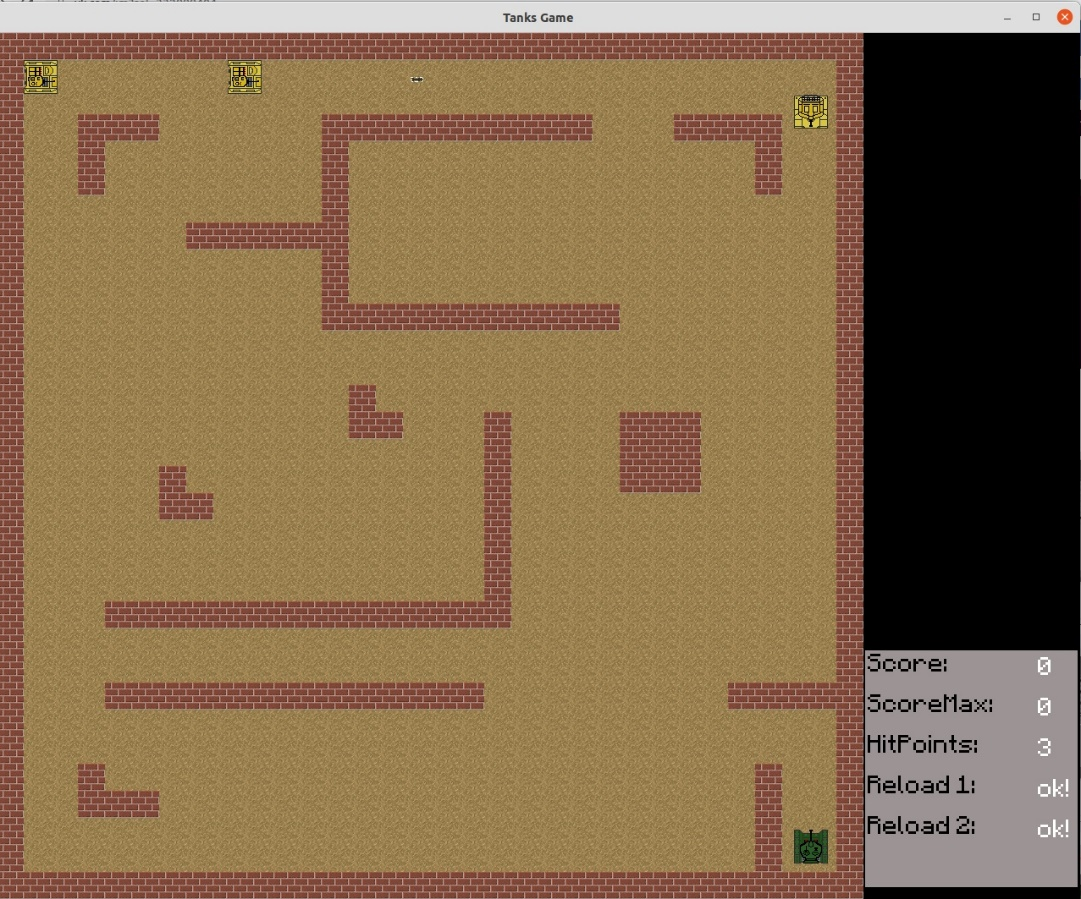 Tanks Game
Score: 0
ScoreMax: 0
HitPoints: 3
Reload 1: ok!
Reload 2: ok!